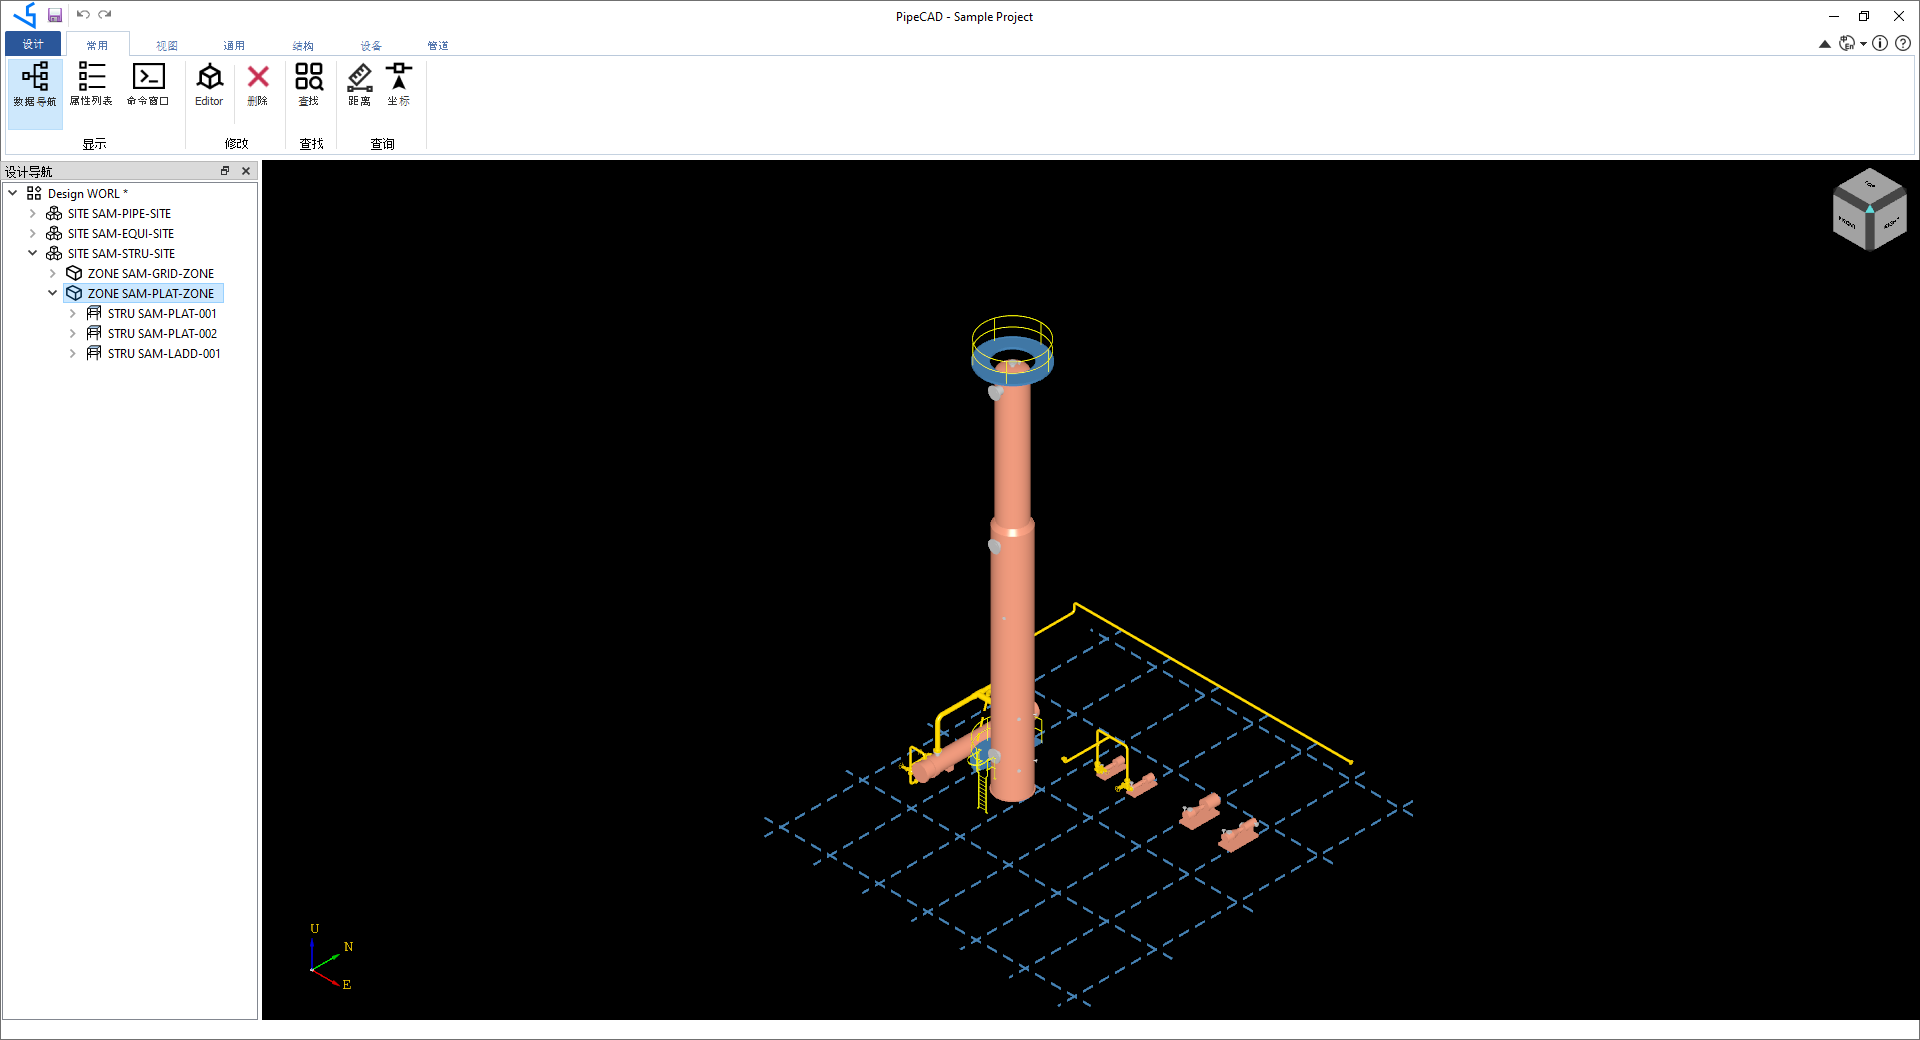 PipeCAD - Sample Project
设计 常用 视图 通用 结构 设备 管道
数据导航 属性列表 命令窗口 Editor 删除 查找 距离 坐标
显示 修改 查找 查询
设计导航
Design WORL *
SITE SAM-PIPE-SITE
SITE SAM-EQUI-SITE
SITE SAM-STRU-SITE
ZONE SAM-GRID-ZONE
ZONE SAM-PLAT-ZONE
STRU SAM-PLAT-001
STRU SAM-PLAT-002
STRU SAM-LADD-001
TOP
FRONT RIGHT
U
N
E